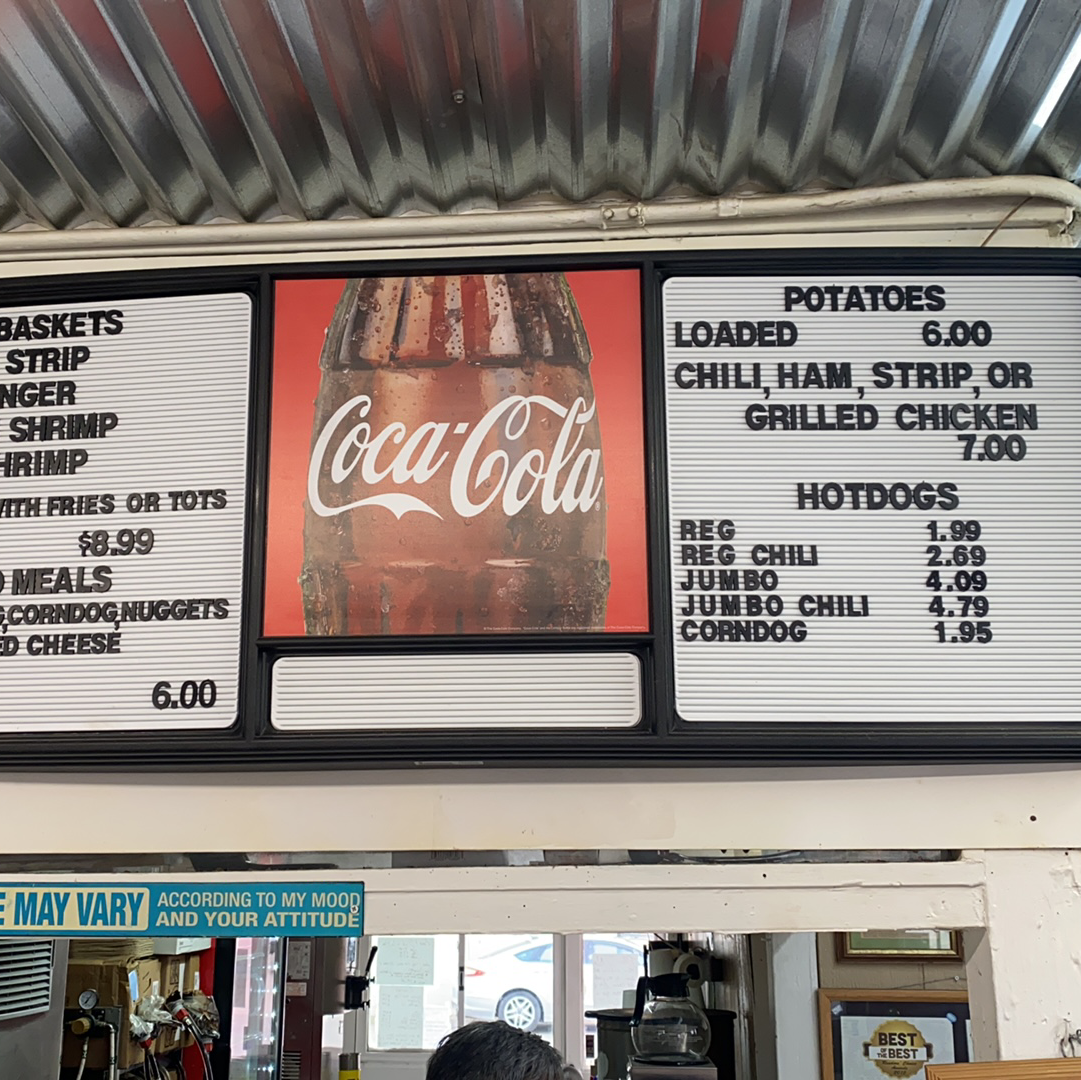 BASKETS
STRIP
NGER
SHRIMP
HRIMP
WITH FRIES OR TOTS
$8.99
MEALS
,CORNDOG,NUGGETS
ED CHEESE
6.00
Coca-Cola
POTATOES
LOADED 6.00
CHILI, HAM, STRIP, OR
GRILLED CHICKEN
7.00
HOTDOGS
REG 1.99
REG CHILI 2.69
JUMBO 4.09
JUMBO CHILI 4.79
CORNDOG 1.95
E MAY VARY
ACCORDING TO MY MOOD
AND YOUR ATTITUDE
BEST
OF THE
BEST